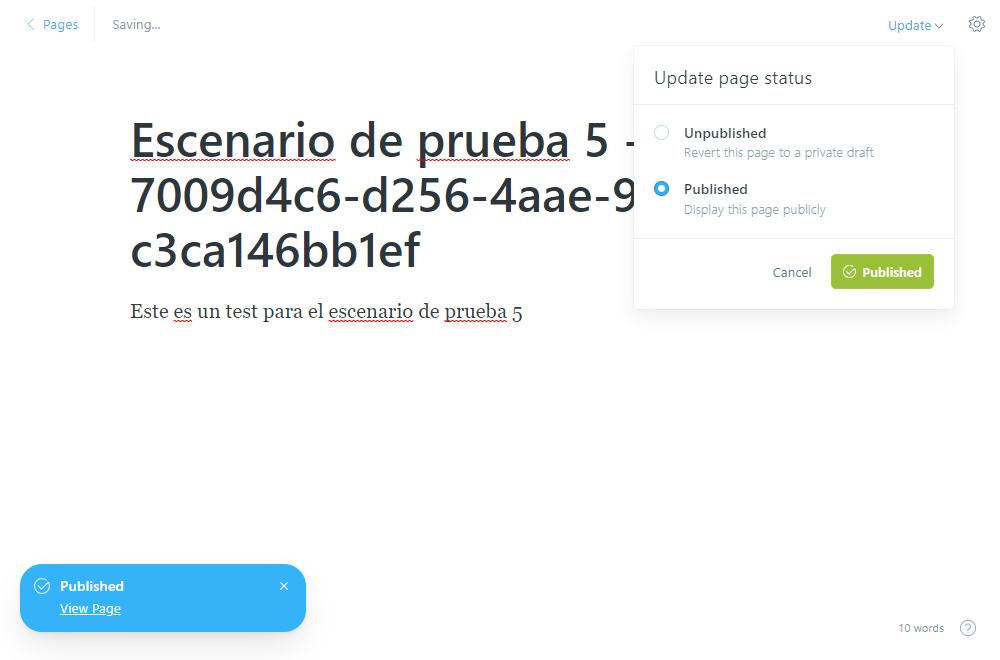 Pages
Saving...
Update
Update page status
Escenario de prueba 5 -
7009d4c6-d256-4aae-9
c3ca146bb1ef
Este es un test para el escenario de prueba 5
Unpublished
Revert this page to a private draft
Published
Display this page publicly
Cancel
Published
Published
View Page
10 words
?